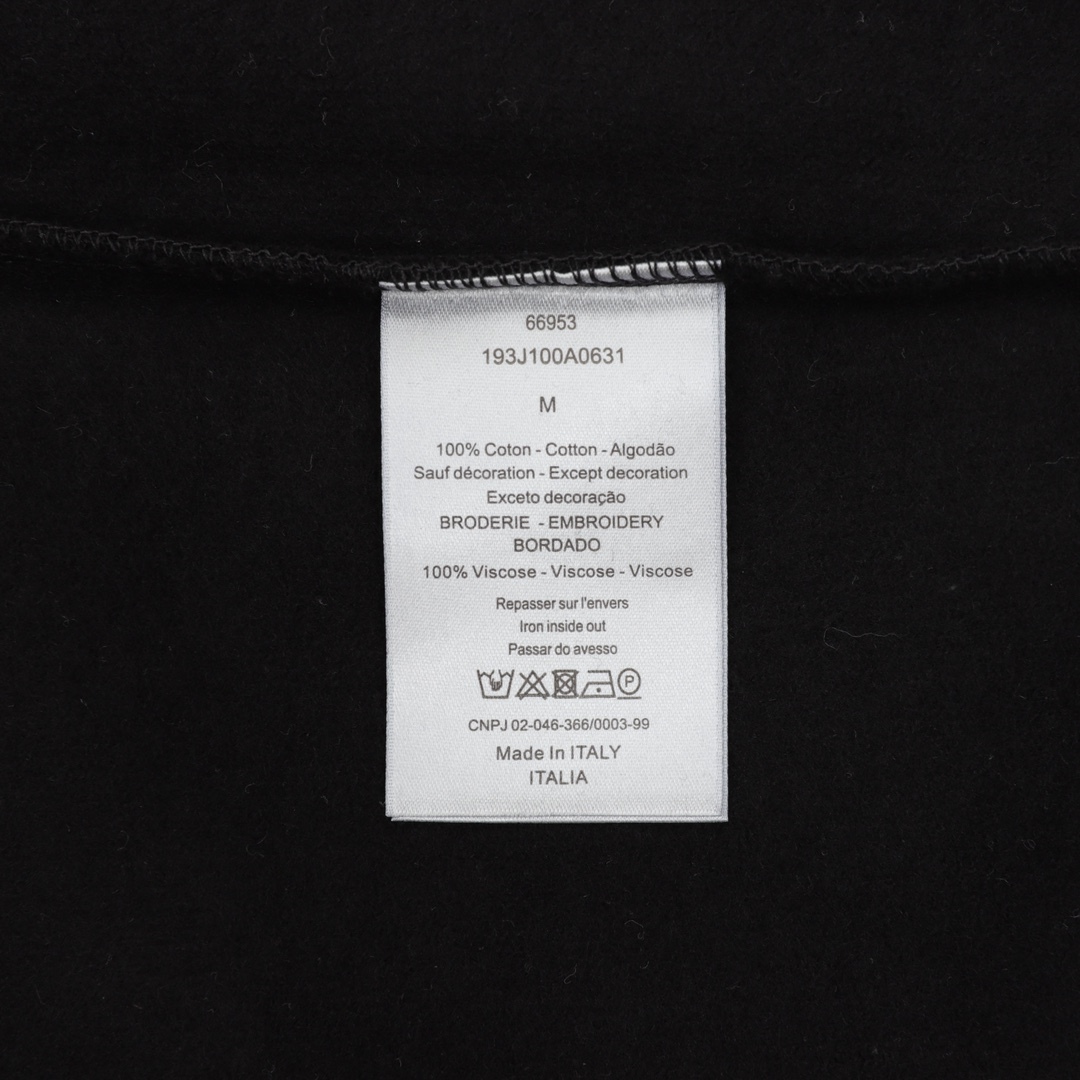 66953
193J100A0631
M
100% Coton - Cotton - Algodão
Sauf décoration - Except decoration
Exceto decoração
BRODERIE - EMBROIDERY
BORDADO
100% Viscose - Viscose - Viscose
Repasser sur l'envers
Iron inside out
Passar do avesso
P
CNPJ 02-046-366/0003-99
Made In ITALY
ITALIA